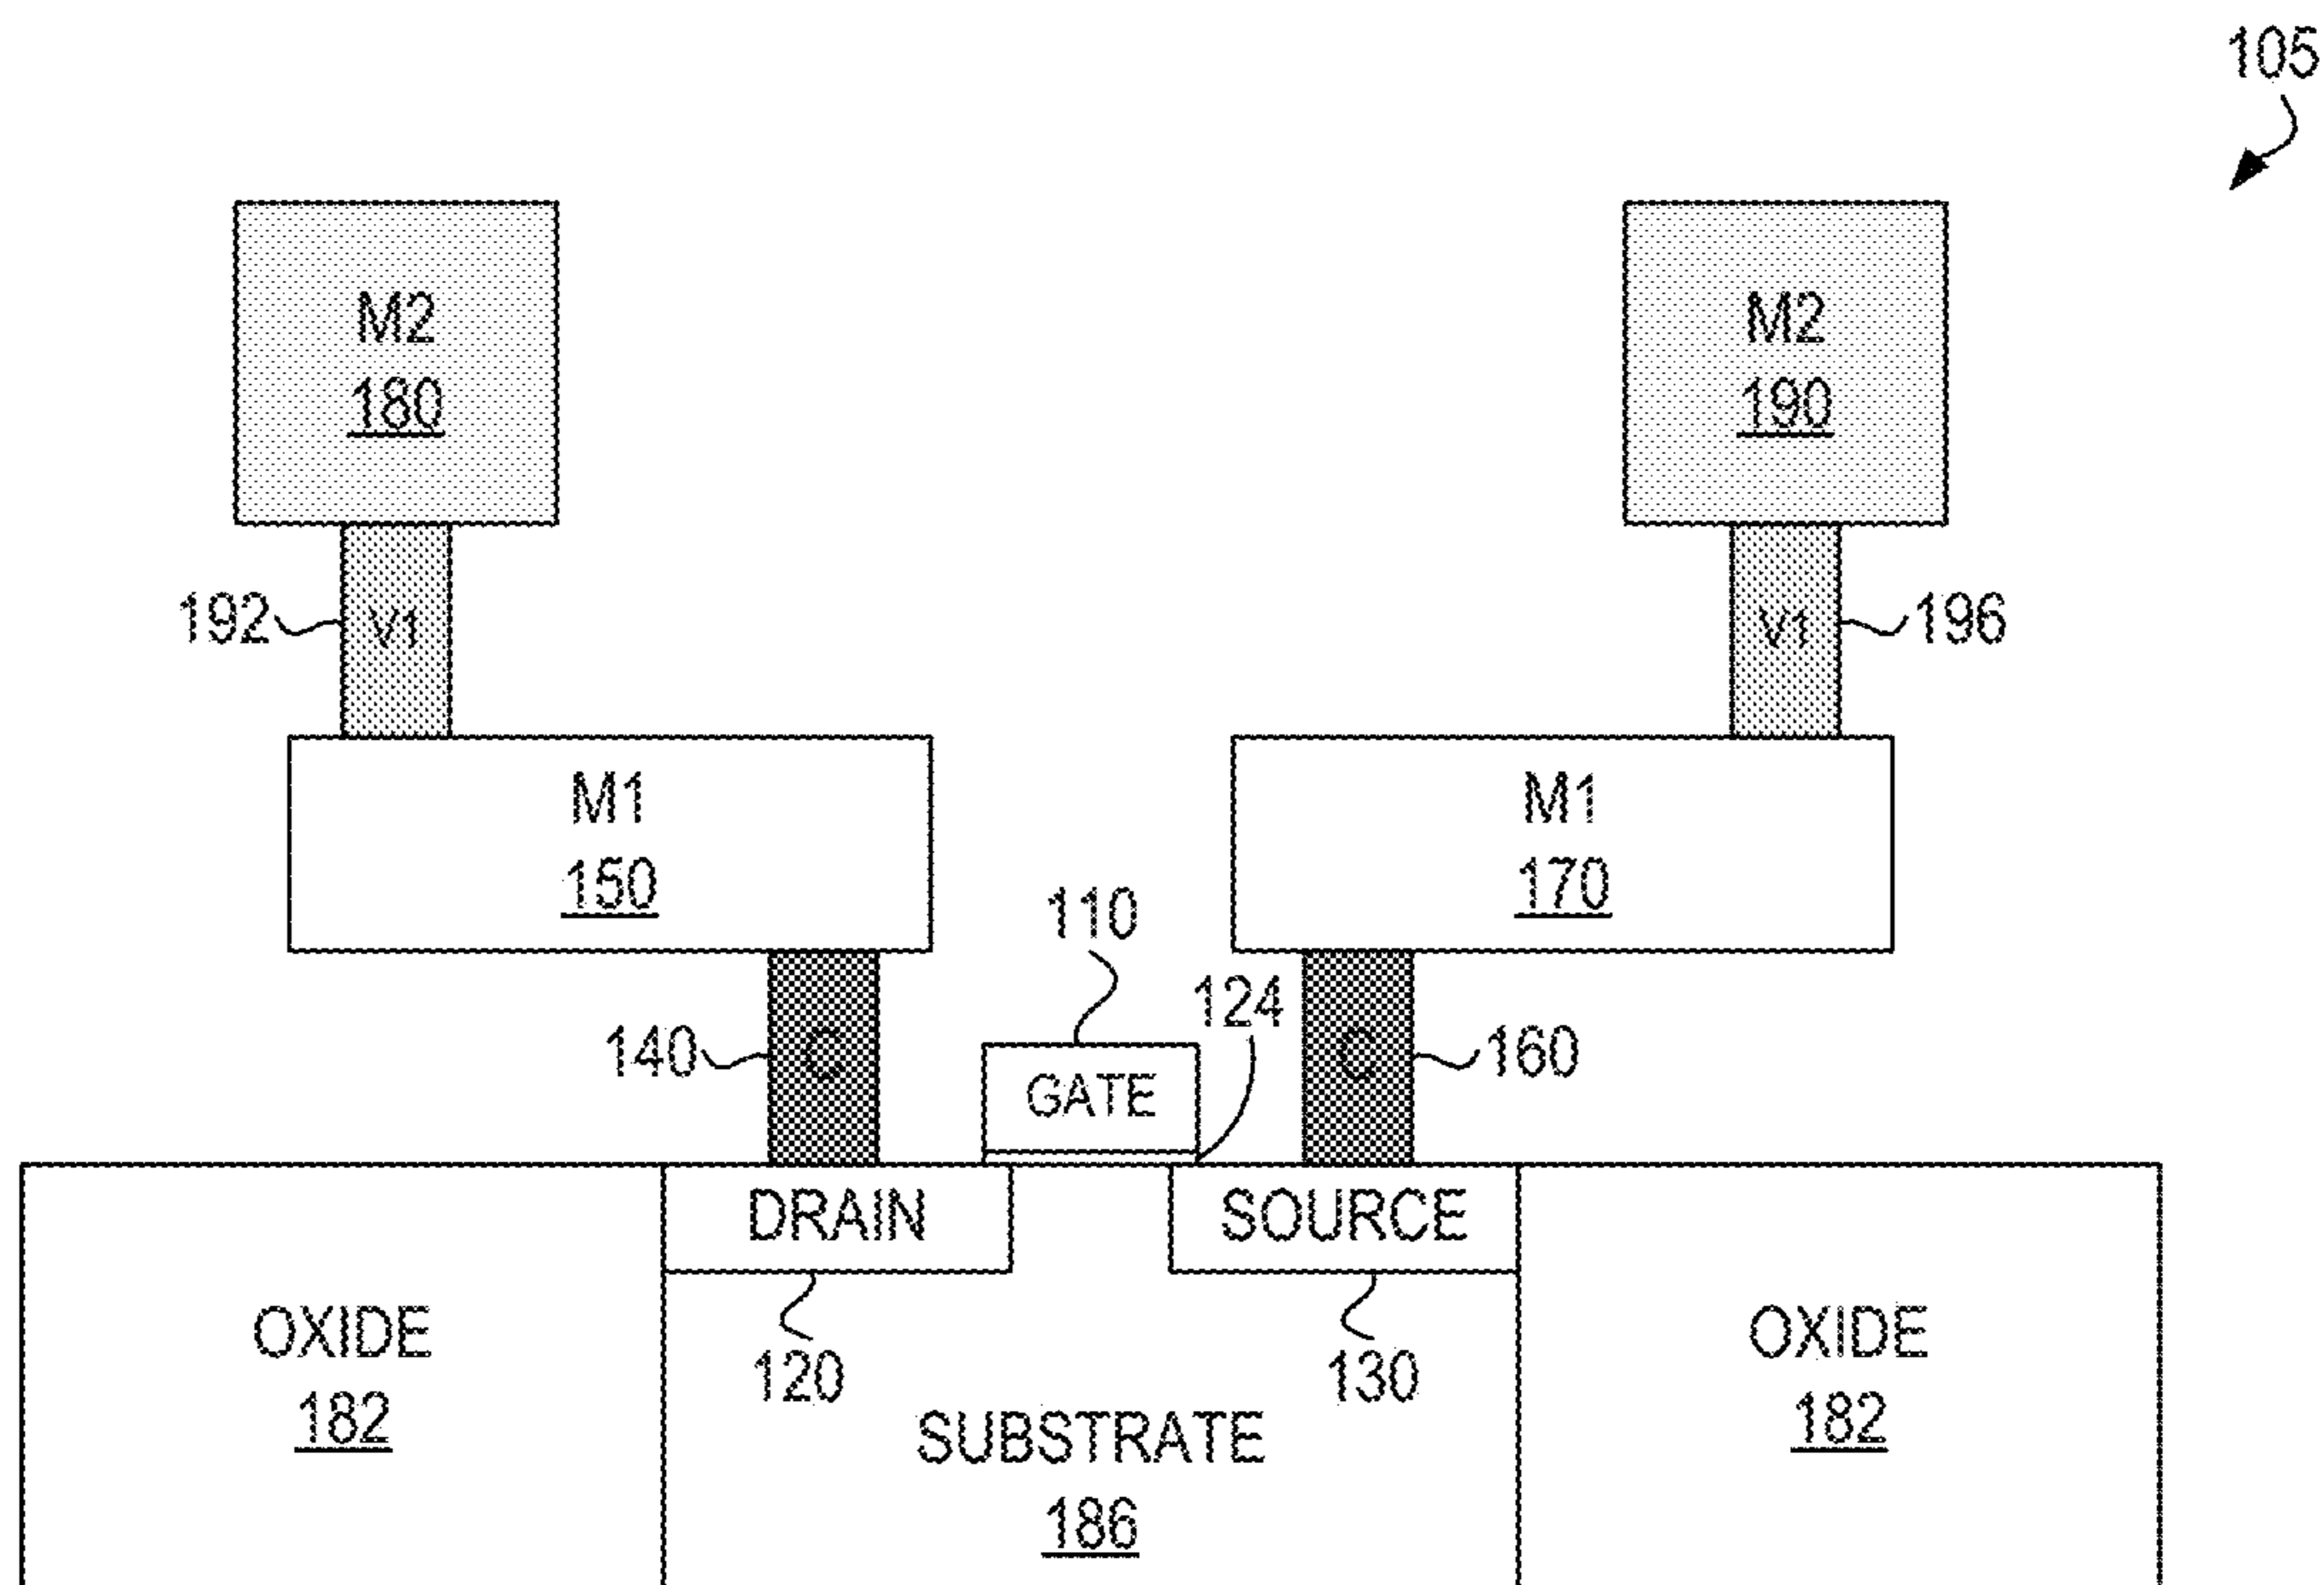 105
M2
180
M2
190
192
V1
V1
196
M1
150
M1
170
110
124
140
C
GATE
C
160
DRAIN
SOURCE
OXIDE
182
120
130
OXIDE
182
SUBSTRATE
186